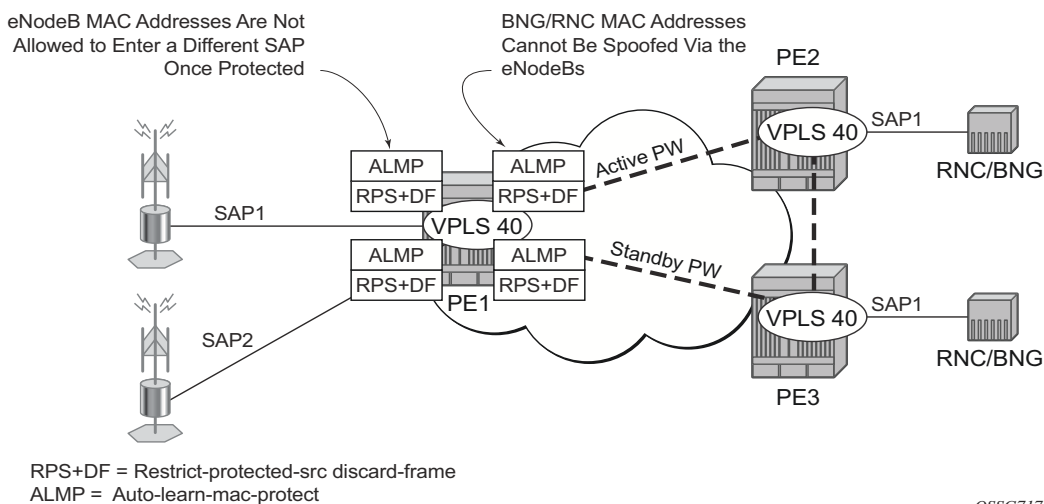 eNodeB MAC Addresses Are Not
Allowed to Enter a Different SAP
Once Protected
BNG/RNC MAC Addresses
Cannot Be Spoofed Via the
eNodeBs
PE2
VPLS 40
SAP1
RNC/BNG
ALMP
RPS+DF
ALMP
RPS+DF
Active PW
SAP1
VPLS 40
ALMP
RPS+DF
ALMP
RPS+DF
PE1
Standby PW
SAP2
VPLS 40
SAP1
RNC/BNG
PE3
RPS+DF = Restrict-protected-src discard-frame
ALMP = Auto-learn-mac-protect